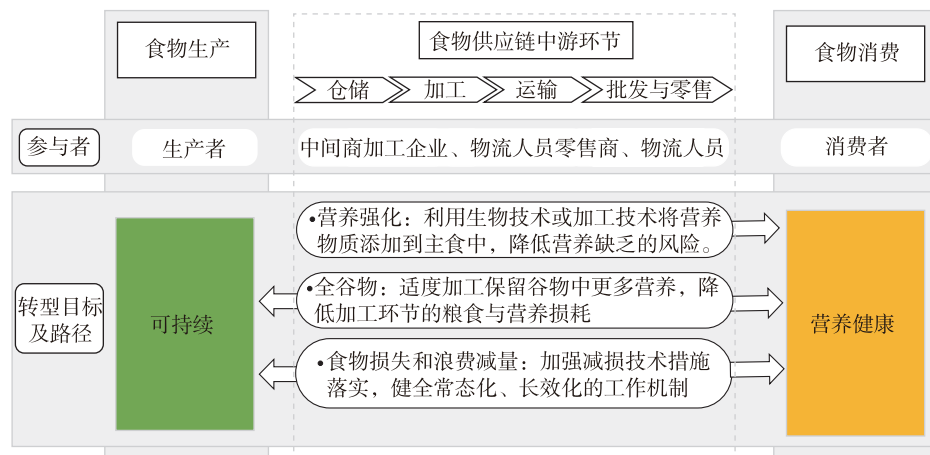 食物生产
食物供应链中游环节
食物消费
仓储
加工
运输
批发与零售
参与者
生产者
中间商加工企业、物流人员零售商、物流人员
消费者
•营养强化：利用生物技术或加工技术将营养
物质添加到主食中，降低营养缺乏的风险。
•全谷物：适度加工保留谷物中更多营养，降
低加工环节的粮食与营养损耗
•食物损失和浪费减量：加强减损技术措施
落实，健全常态化、长效化的工作机制
转型目标
及路径
可持续
营养健康